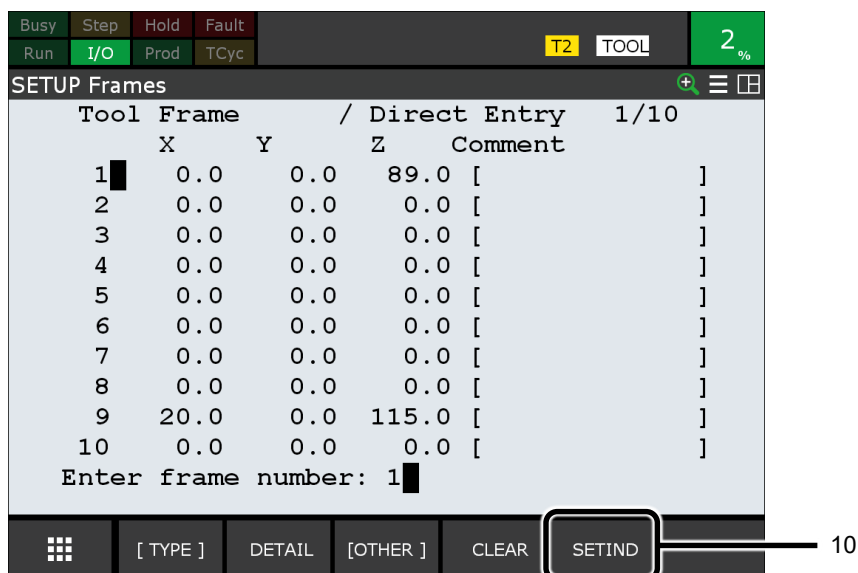 Busy Step Hold Fault
Run I/O Prod TCyc T2 TOOL 2 %
SETUP Frames
Tool Frame / Direct Entry 1/10
X Y Z Comment
1 0.0 0.0 89.0 [ ]
2 0.0 0.0 0.0 [ ]
3 0.0 0.0 0.0 [ ]
4 0.0 0.0 0.0 [ ]
5 0.0 0.0 0.0 [ ]
6 0.0 0.0 0.0 [ ]
7 0.0 0.0 0.0 [ ]
8 0.0 0.0 0.0 [ ]
9 20.0 0.0 115.0 [ ]
10 0.0 0.0 0.0 [ ]
Enter frame number: 1
[ TYPE ] DETAIL [OTHER ] CLEAR SETIND 10